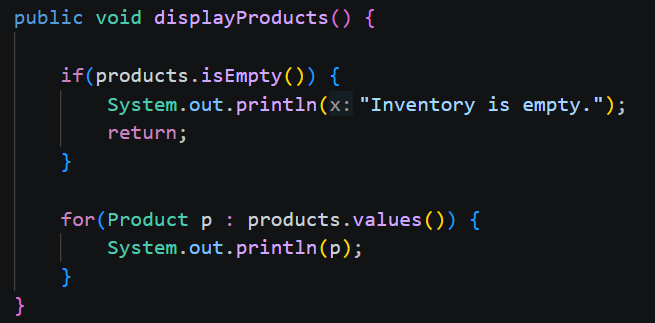 public void displayProducts() {
if(products.isEmpty()) {
System.out.println(x: "Inventory is empty.");
return;
}
for(Product p : products.values()) {
System.out.println(p);
}
}